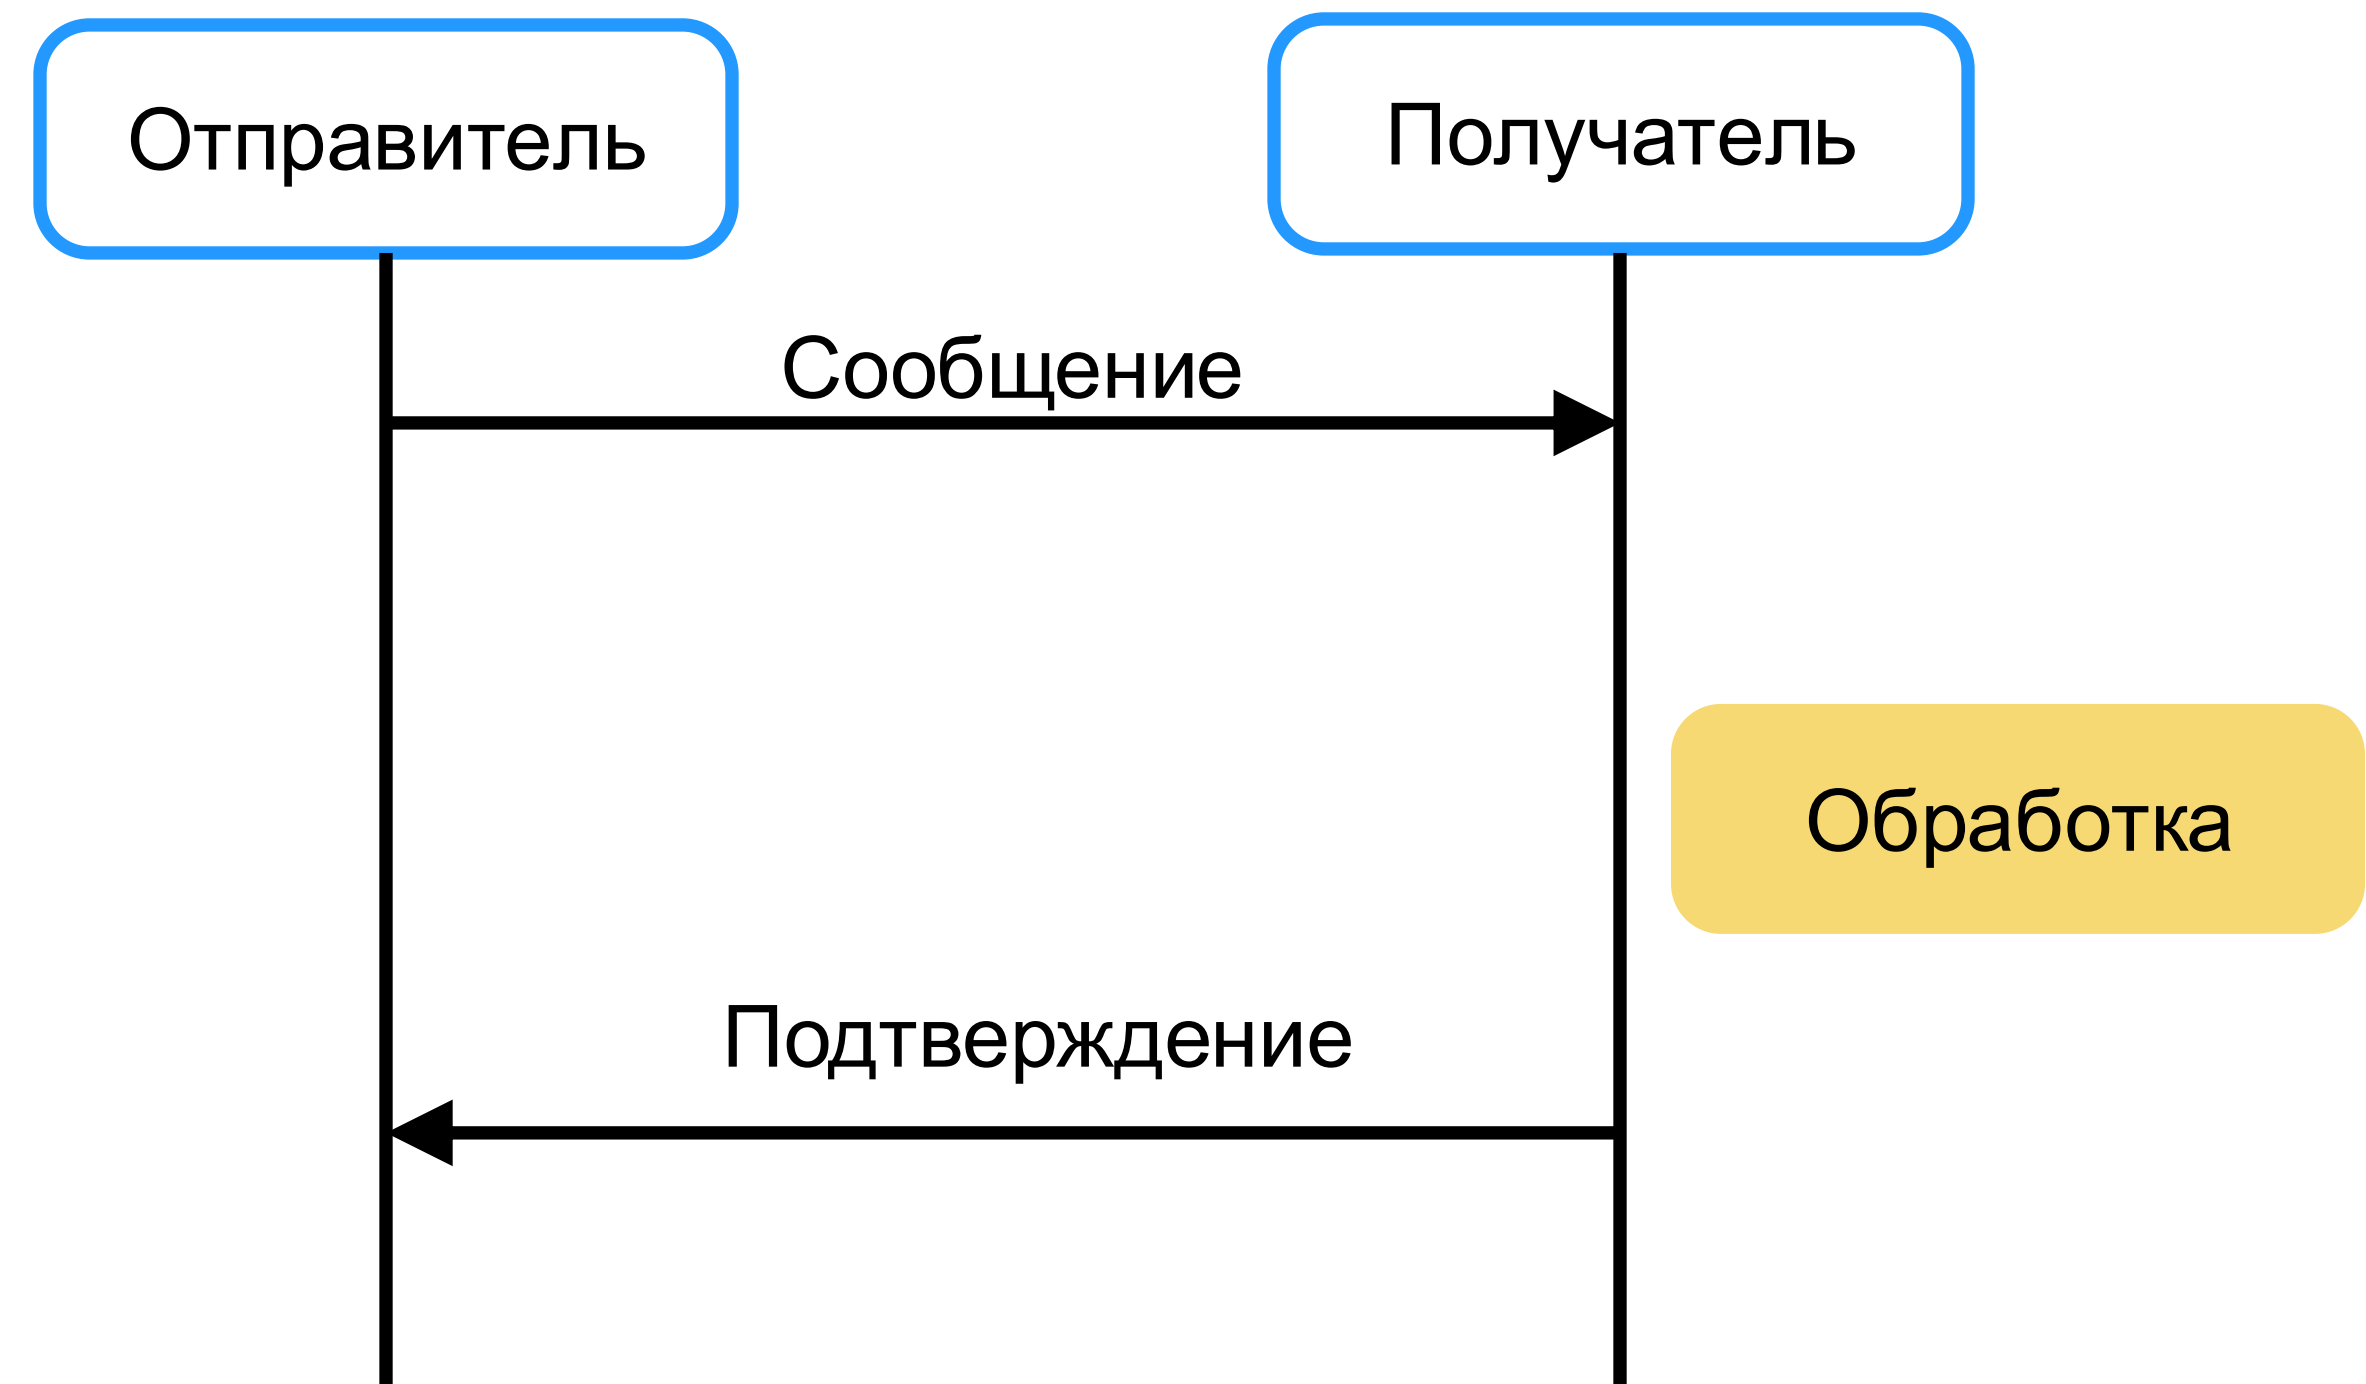 Отправитель
Получатель
Сообщение
Обработка
Подтверждение